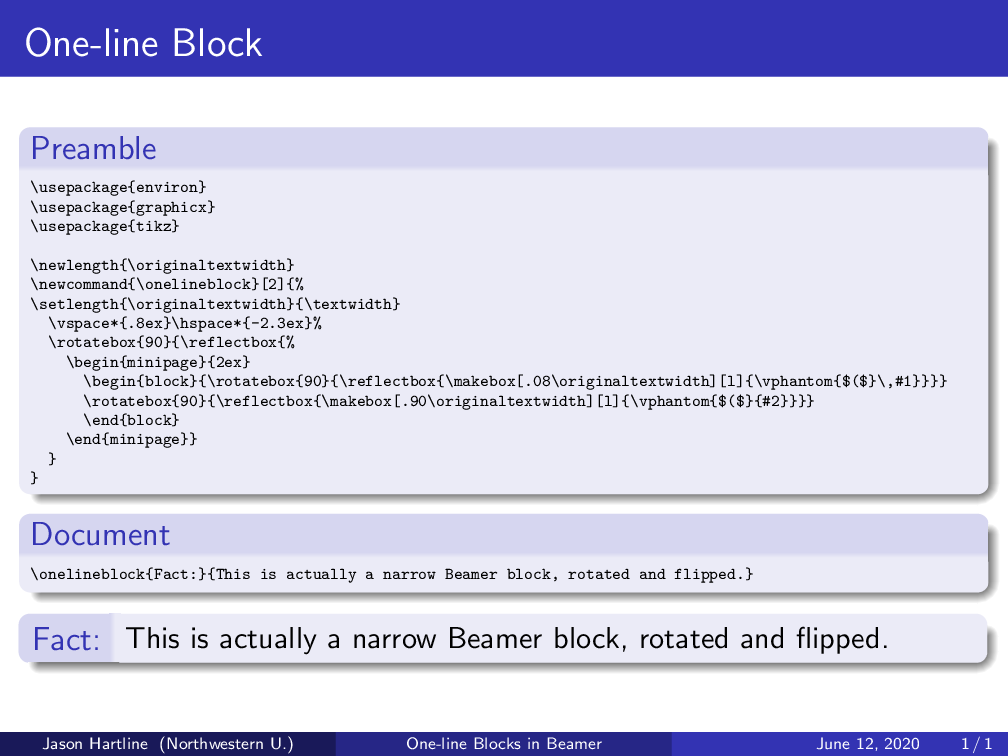 One-line Block
Preamble
\usepackage{environ}
\usepackage{graphicx}
\usepackage{tikz}
\newlength{\originaltextwidth}
\newcommand{\onelineblock}[2]{%
\setlength{\originaltextwidth}{\textwidth}
  \vspace*{.8ex}\hspace*{-2.3ex}%
  \rotatebox{90}{\reflectbox{%
    \begin{minipage}{2ex}
      \begin{block}{\rotatebox{90}{\reflectbox{\makebox[.08\originaltextwidth][l]{\vphantom{$($}\,#1}}}}
      \rotatebox{90}{\reflectbox{\makebox[.90\originaltextwidth][l]{\vphantom{$($}{#2}}}}
      \end{block}
    \end{minipage}}
  }
}
Document
\onelineblock{Fact:}{This is actually a narrow Beamer block, rotated and flipped.}
Fact: This is actually a narrow Beamer block, rotated and flipped.
Jason Hartline (Northwestern U.) One-line Blocks in Beamer June 12, 2020 1 / 1